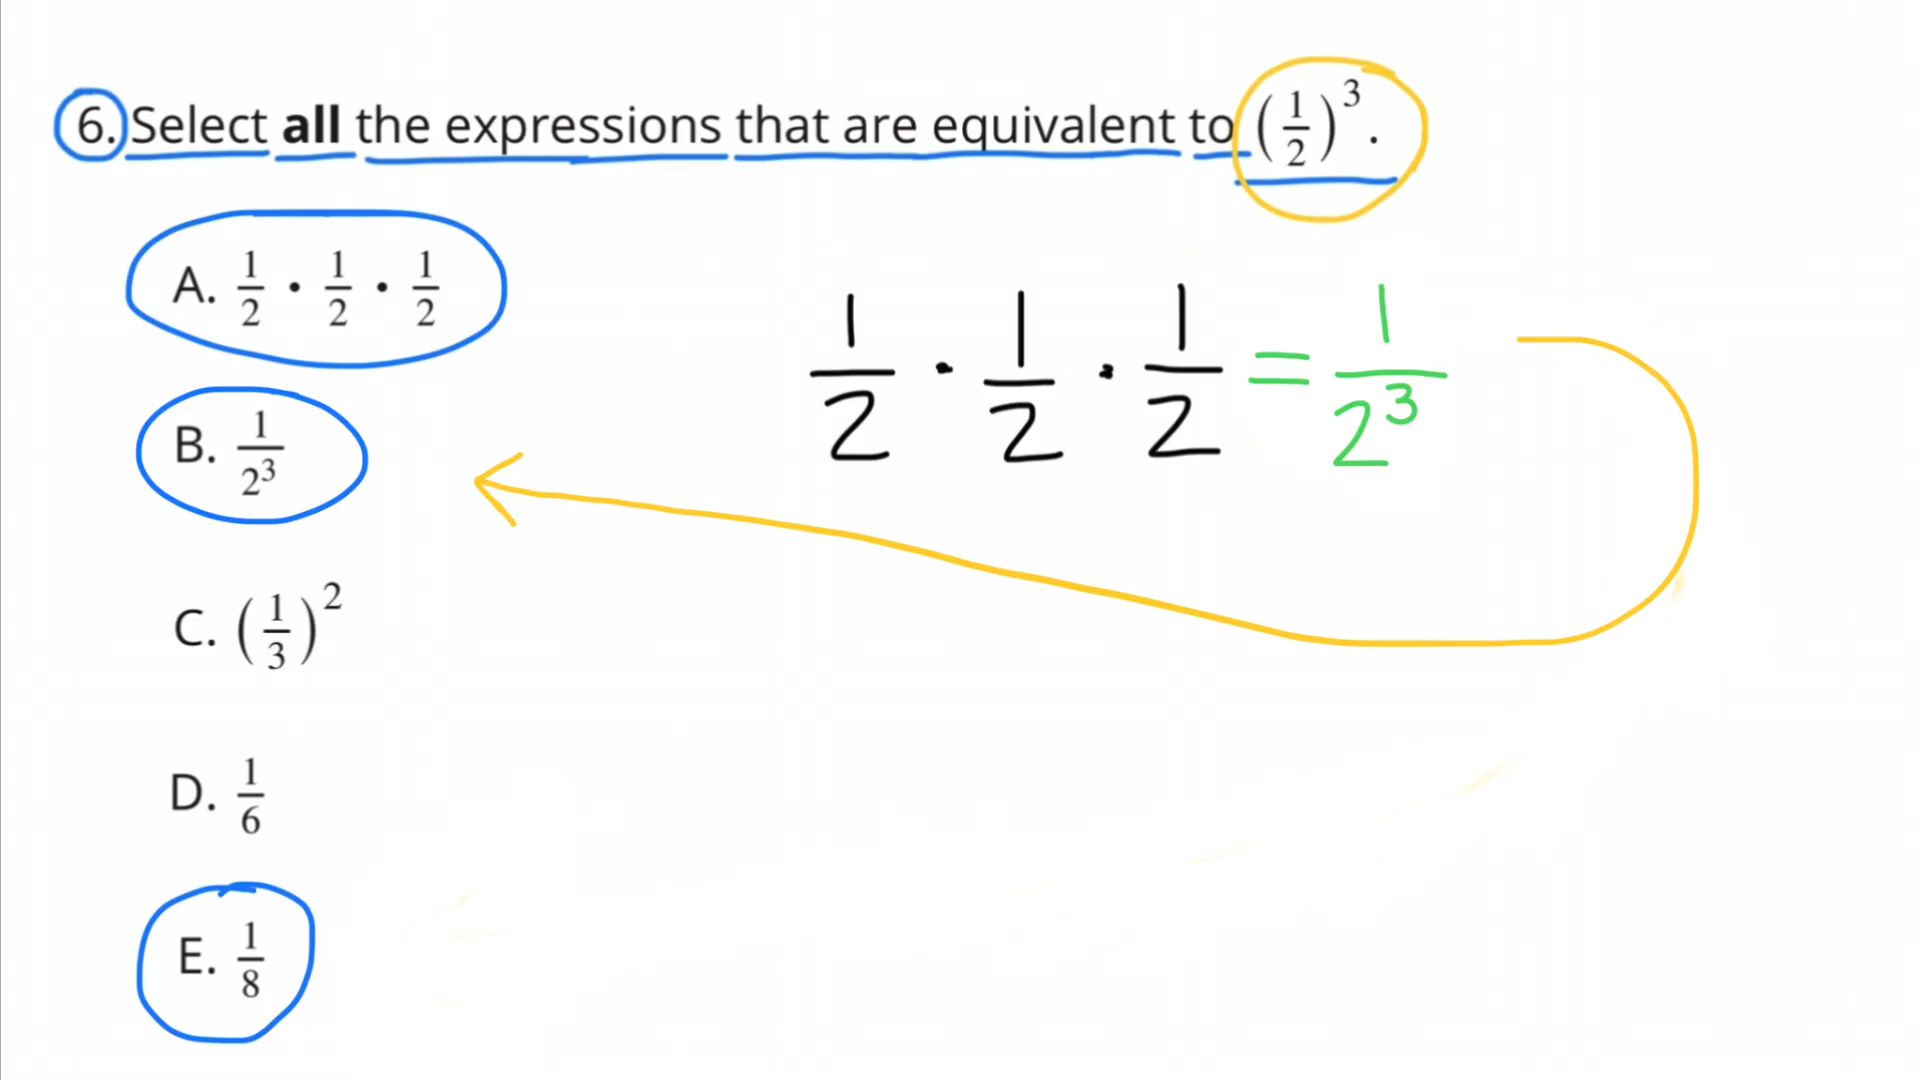 6. Select all the expressions that are equivalent to (1/2)^3.
A. 1/2 · 1/2 · 1/2
1/2 · 1/2 · 1/2 = 1/2^3
B. 1/2^3
C. (1/3)^2
D. 1/6
E. 1/8